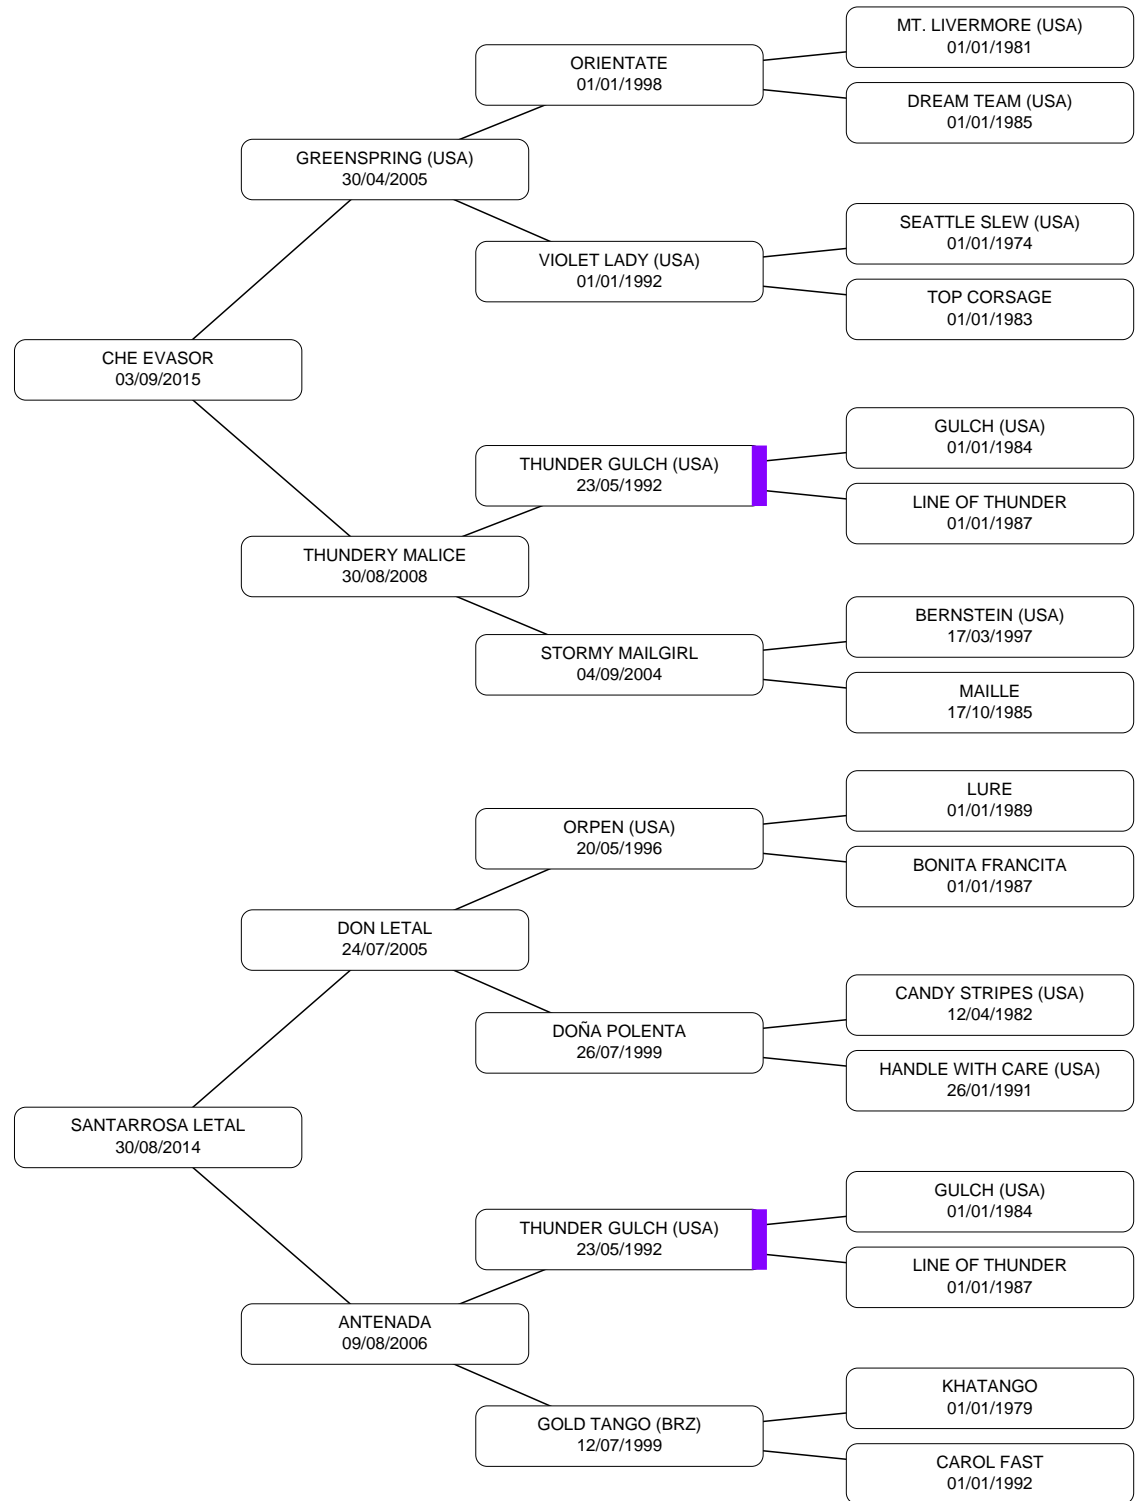 MT. LIVERMORE (USA)
01/01/1981
ORIENTATE
01/01/1998
DREAM TEAM (USA)
01/01/1985
GREENSPRING (USA)
30/04/2005
SEATTLE SLEW (USA)
01/01/1974
VIOLET LADY (USA)
01/01/1992
TOP CORSAGE
01/01/1983
CHE EVASOR
03/09/2015
GULCH (USA)
01/01/1984
THUNDER GULCH (USA)
23/05/1992
LINE OF THUNDER
01/01/1987
THUNDERY MALICE
30/08/2008
BERNSTEIN (USA)
17/03/1997
STORMY MAILGIRL
04/09/2004
MAILLE
17/10/1985
LURE
01/01/1989
ORPEN (USA)
20/05/1996
BONITA FRANCITA
01/01/1987
DON LETAL
24/07/2005
CANDY STRIPES (USA)
12/04/1982
DOÑA POLENTA
26/07/1999
HANDLE WITH CARE (USA)
26/01/1991
SANTARROSA LETAL
30/08/2014
GULCH (USA)
01/01/1984
THUNDER GULCH (USA)
23/05/1992
LINE OF THUNDER
01/01/1987
ANTENADA
09/08/2006
KHATANGO
01/01/1979
GOLD TANGO (BRZ)
12/07/1999
CAROL FAST
01/01/1992